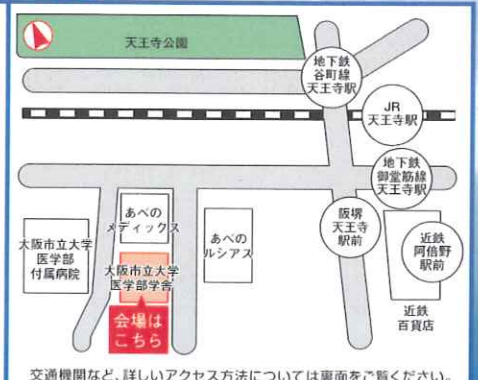 天王寺公園
地下鉄
谷町線
天王寺駅
JR
天王寺駅
地下鉄
御堂筋線
天王寺駅
阪堺
天王寺
駅前
近鉄
阿倍野
駅前
近鉄
百貨店
あべの
メディックス
あべの
ルシアス
大阪市立大学
医学部
付属病院
大阪市立大学
医学部学舎
会場は
こちら
交通機関など、詳しいアクセス方法については裏面をご覧ください。